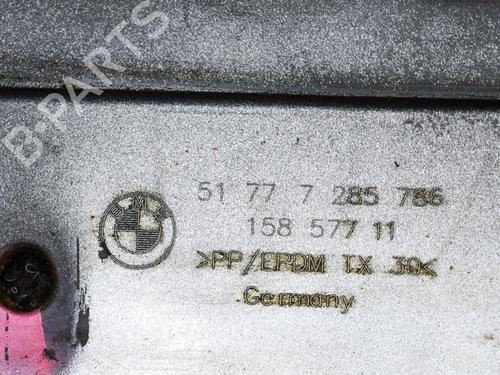 B-PARTS
BMW
51 77 7 285 786
158 577 11
>PP/EPDM TX 30<
Germany